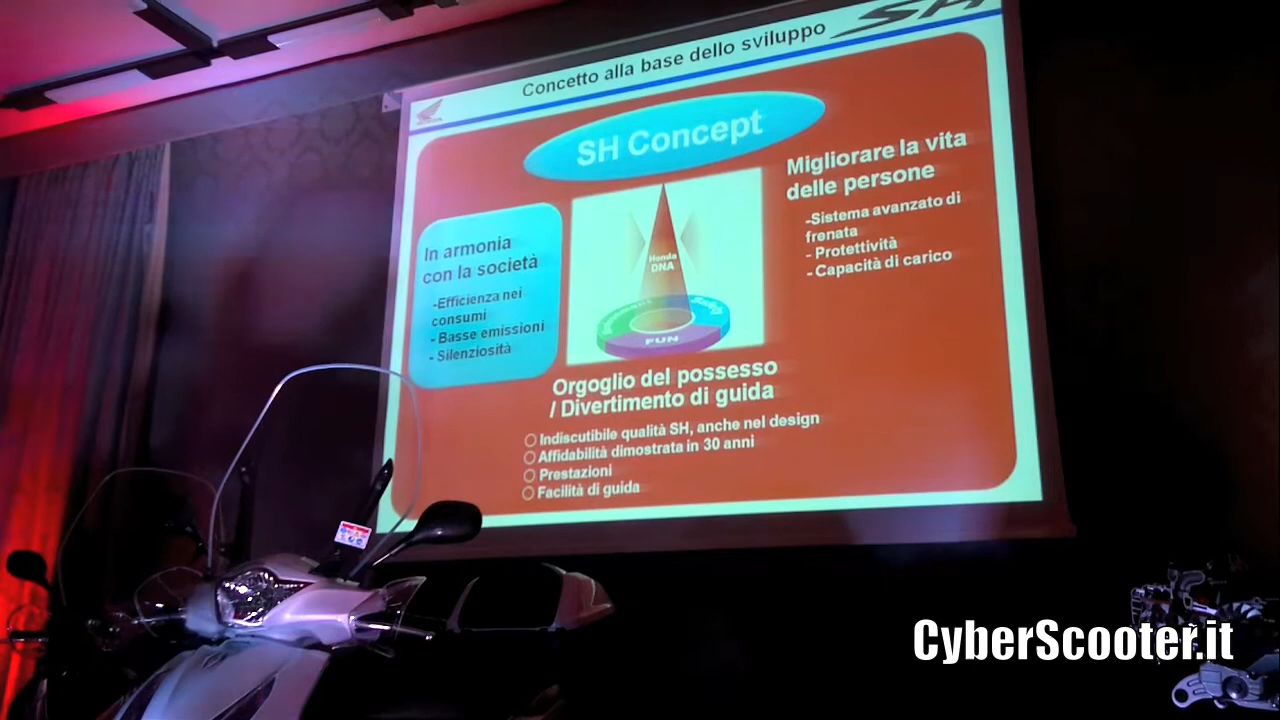 Concetto alla base dello sviluppo
SH
HONDA
SH Concept
Migliorare la vita
delle persone
-Sistema avanzato di
frenata
- Protettività
- Capacità di carico
In armonia
con la società
-Efficienza nei
consumi
- Basse emissioni
- Silenziosità
Honda
DNA
Safety
FUN
Orgoglio del possesso
/ Divertimento di guida
Indiscutibile qualità SH, anche nel design
Affidabilità dimostrata in 30 anni
Prestazioni
Facilità di guida
CyberScooter.it